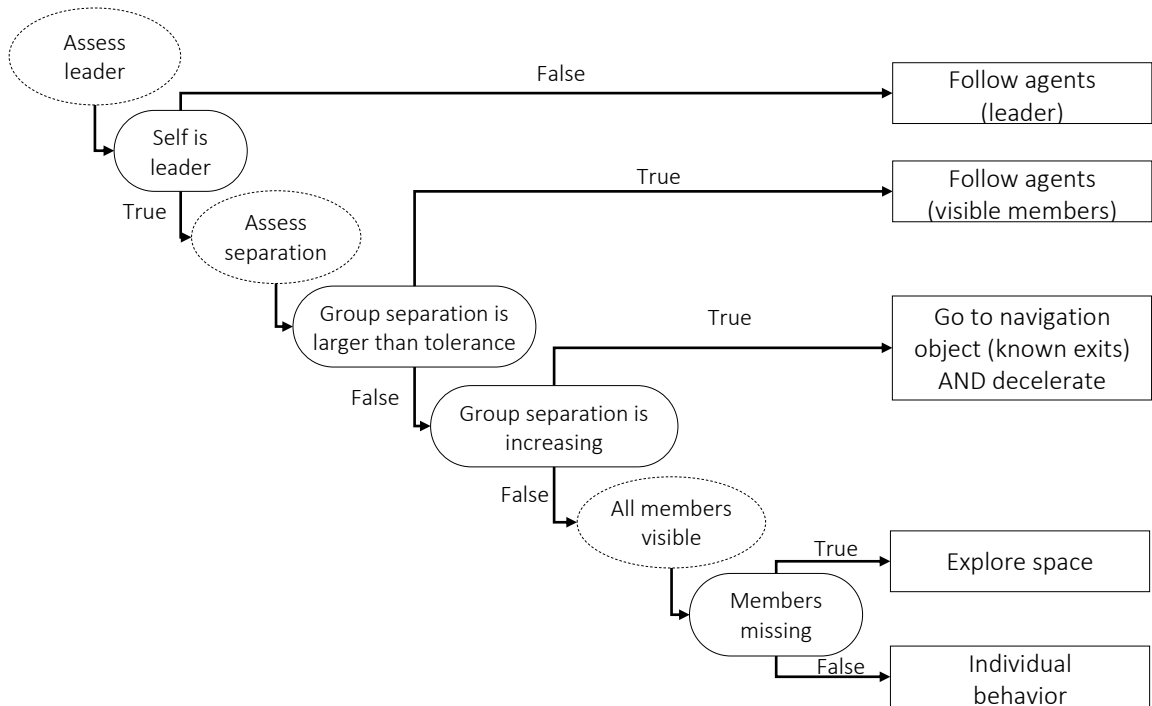 Assess
leader
False
Follow agents
(leader)
Self is
leader
True
True
Follow agents
(visible members)
Assess
separation
Group separation is
larger than tolerance
True
Go to navigation
object (known exits)
AND decelerate
False
Group separation is
increasing
False
All members
visible
True
Explore space
Members
missing
False
Individual
behavior